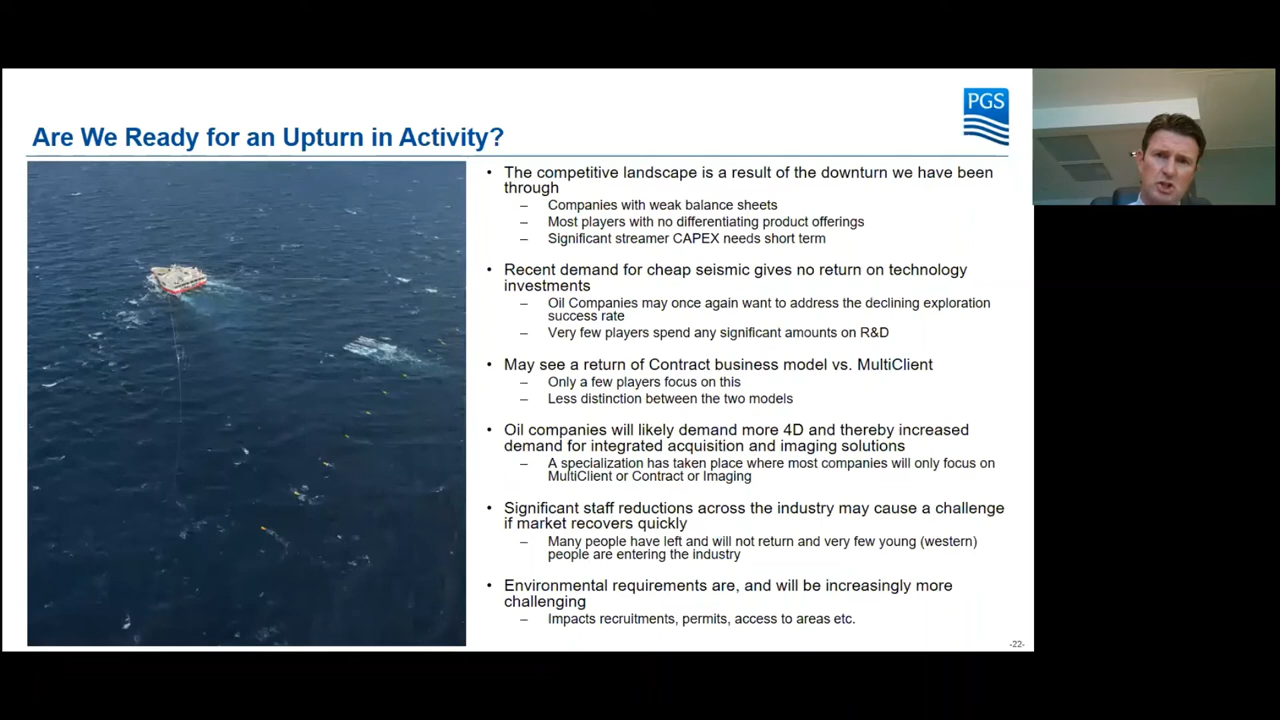 PGS
Are We Ready for an Upturn in Activity?
• The competitive landscape is a result of the downturn we have been
through
– Companies with weak balance sheets
– Most players with no differentiating product offerings
– Significant streamer CAPEX needs short term
• Recent demand for cheap seismic gives no return on technology
investments
– Oil Companies may once again want to address the declining exploration
success rate
– Very few players spend any significant amounts on R&D
• May see a return of Contract business model vs. MultiClient
– Only a few players focus on this
– Less distinction between the two models
• Oil companies will likely demand more 4D and thereby increased
demand for integrated acquisition and imaging solutions
– A specialization has taken place where most companies will only focus on
MultiClient or Contract or Imaging
• Significant staff reductions across the industry may cause a challenge
if market recovers quickly
– Many people have left and will not return and very few young (western)
people are entering the industry
• Environmental requirements are, and will be increasingly more
challenging
– Impacts recruitments, permits, access to areas etc.
-22-